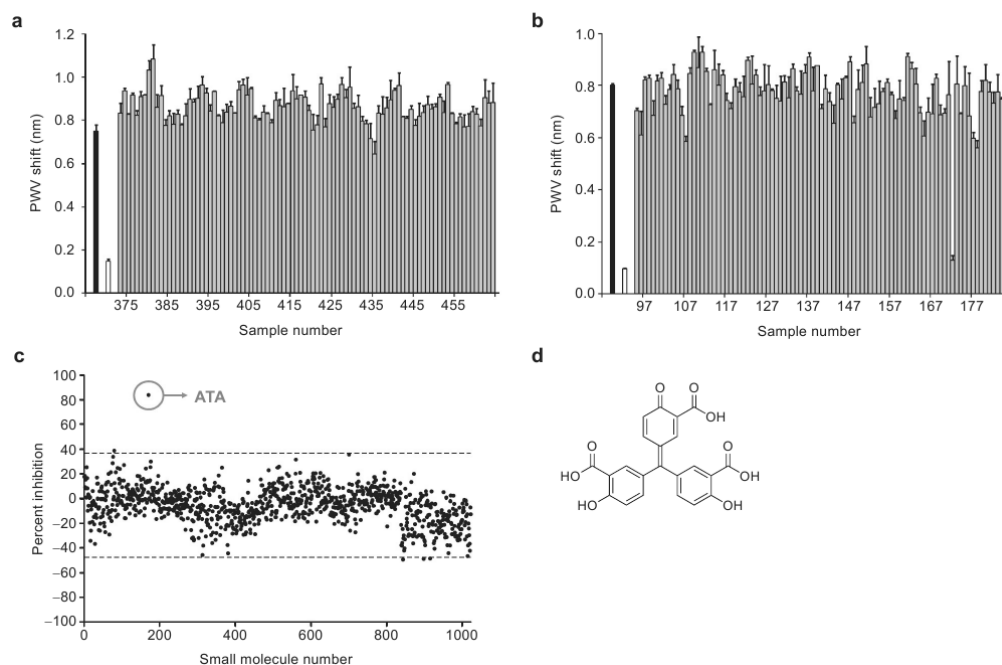 a
1.2
1.0
0.8
0.6
0.4
0.2
0.0
PWV shift (nm)
375 385 395 405 415 425 435 445 455
Sample number
b
1.0
0.8
0.6
0.4
0.2
0.0
PWV shift (nm)
97 107 117 127 137 147 157 167 177
Sample number
c
100
80
60
40
20
0
−20
−40
−60
−80
−100
Percent inhibition
ATA
0 200 400 600 800 1000
Small molecule number
d
O
O
OH
O
HO
HO
O
OH
OH